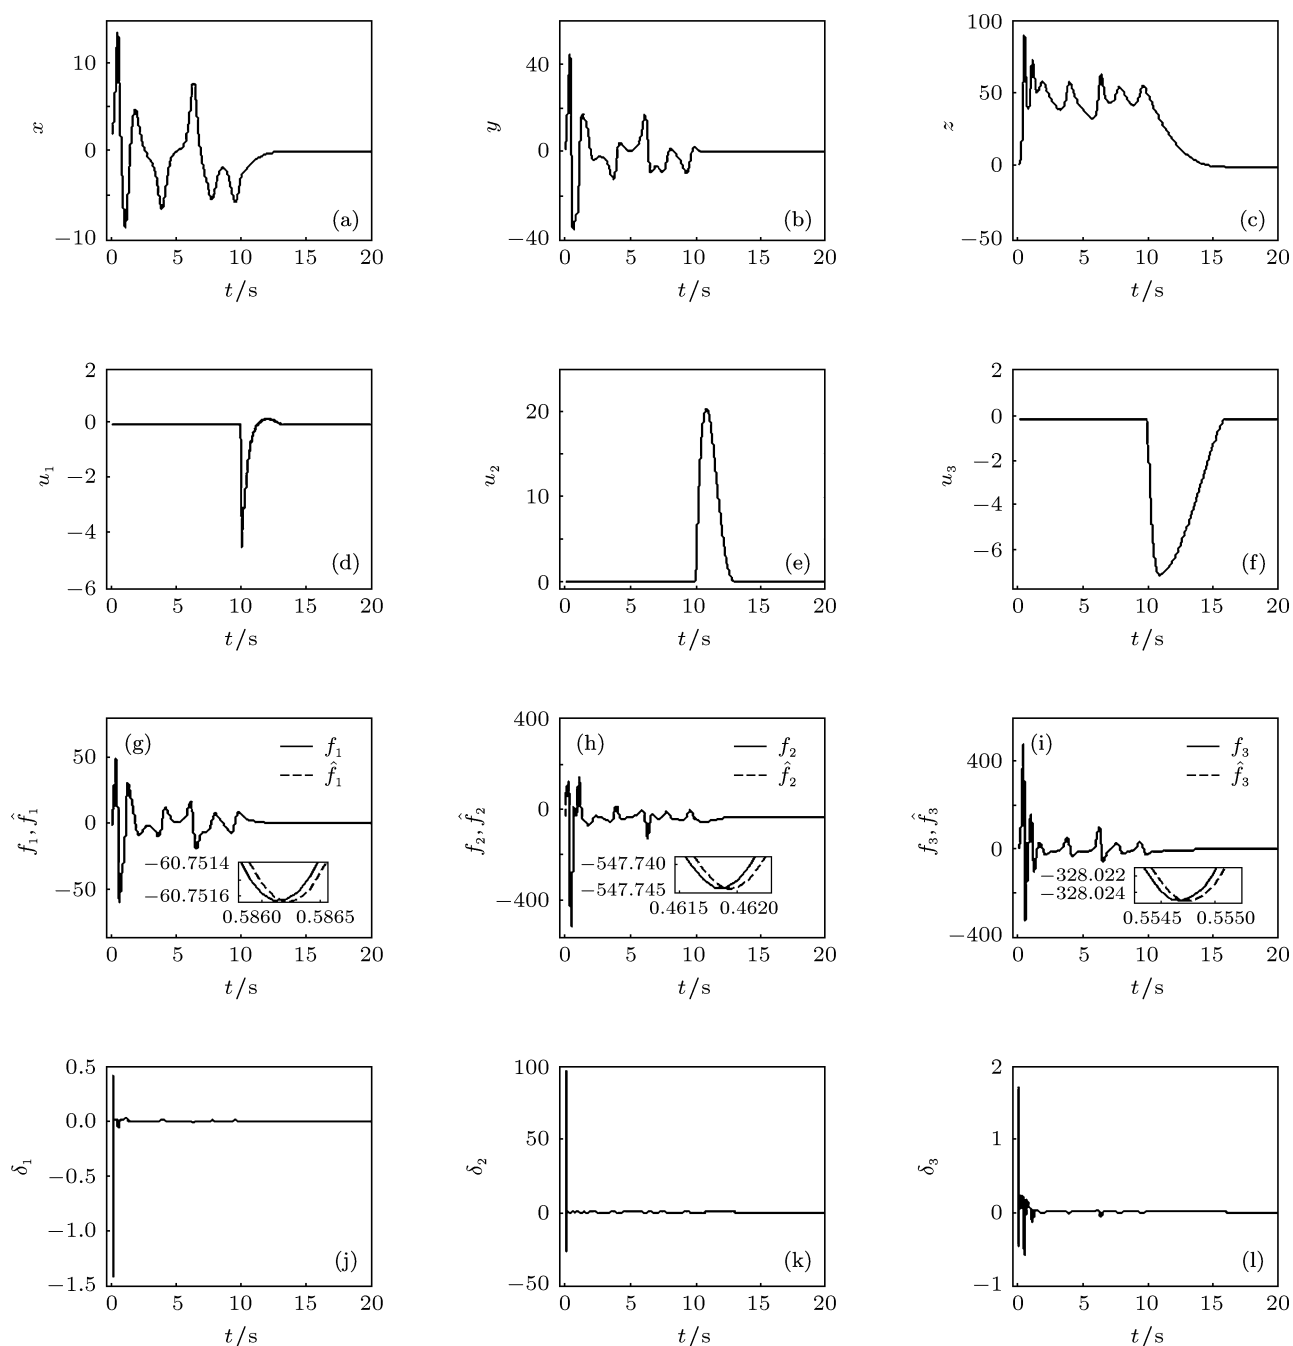 10
0
−10
x
(a)
0 5 10 15 20
t/s
40
0
−40
y
(b)
0 5 10 15 20
t/s
100
50
0
−50
z
(c)
0 5 10 15 20
t/s
2
0
−2
−4
−6
u₁
(d)
0 5 10 15 20
t/s
20
10
0
u₂
(e)
0 5 10 15 20
t/s
2
0
−2
−4
−6
u₃
(f)
0 5 10 15 20
t/s
(g)
f₁
f̂₁
50
0
−50
f₁, f̂₁
−60.7514
−60.7516
0.5860 0.5865
0 5 10 15 20
t/s
400
(h)
f₂
f̂₂
0
−400
f₂, f̂₂
−547.740
−547.745
0.4615 0.4620
0 5 10 15 20
t/s
(i)
f₃
f̂₃
400
0
−400
f₃, f̂₃
−328.022
−328.024
0.5545 0.5550
0 5 10 15 20
t/s
0.5
0.0
−0.5
−1.0
−1.5
δ₁
(j)
0 5 10 15 20
t/s
100
50
0
−50
δ₂
(k)
0 5 10 15 20
t/s
2
1
0
−1
δ₃
(l)
0 5 10 15 20
t/s